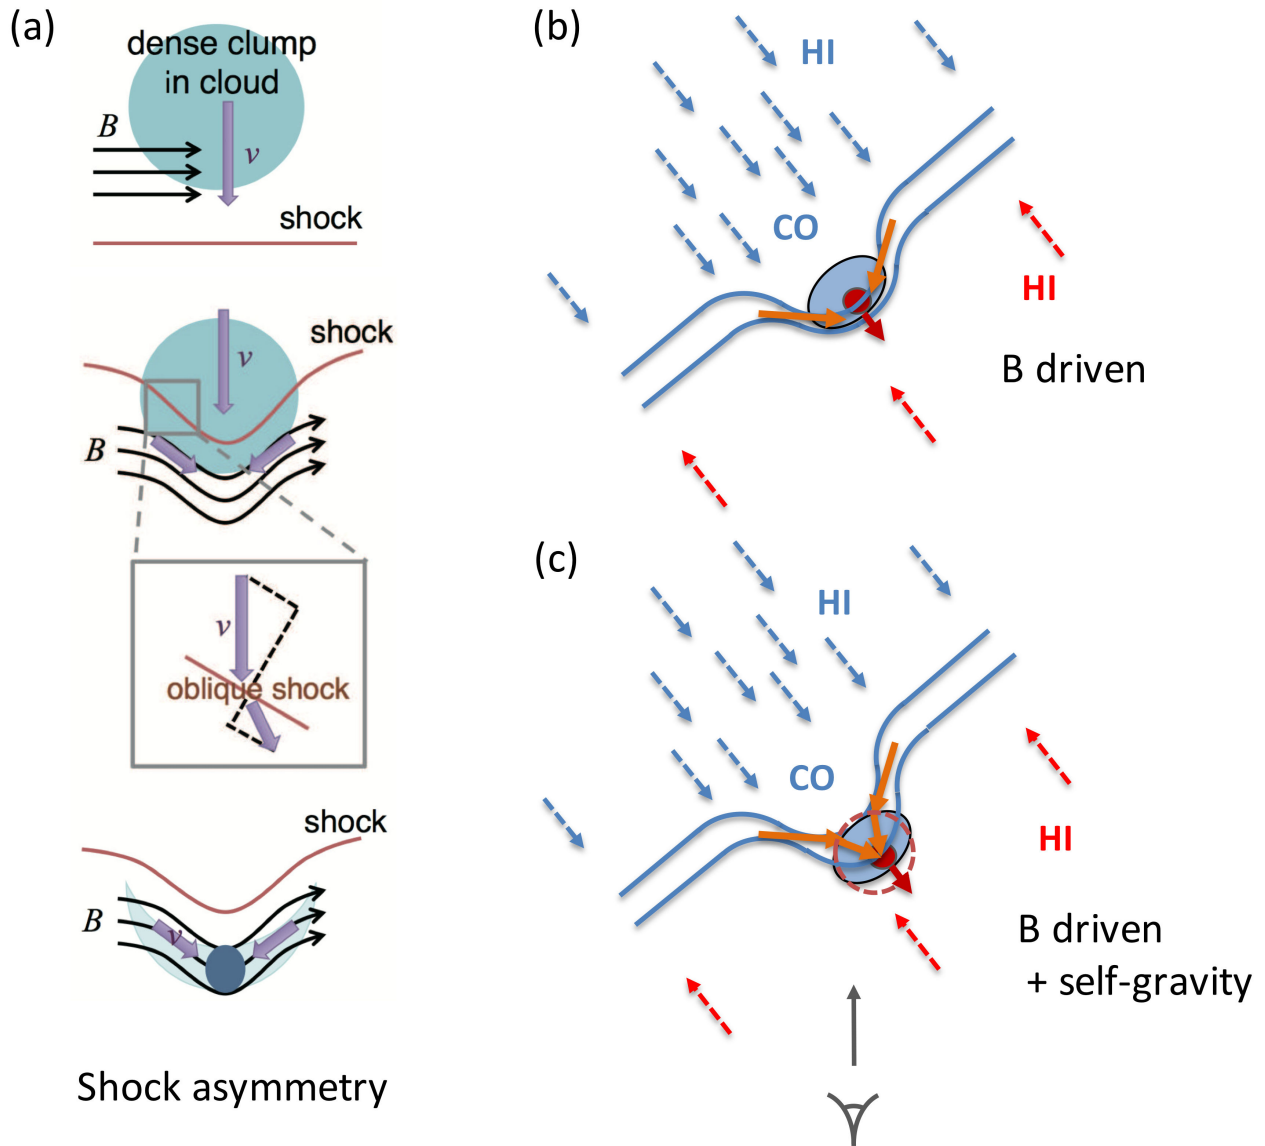 (a)
dense clump
in cloud
B
v
shock
shock
v
B
v
oblique shock
shock
B
v
Shock asymmetry
(b)
HI
CO
HI
B driven
(c)
HI
CO
HI
B driven
+ self-gravity